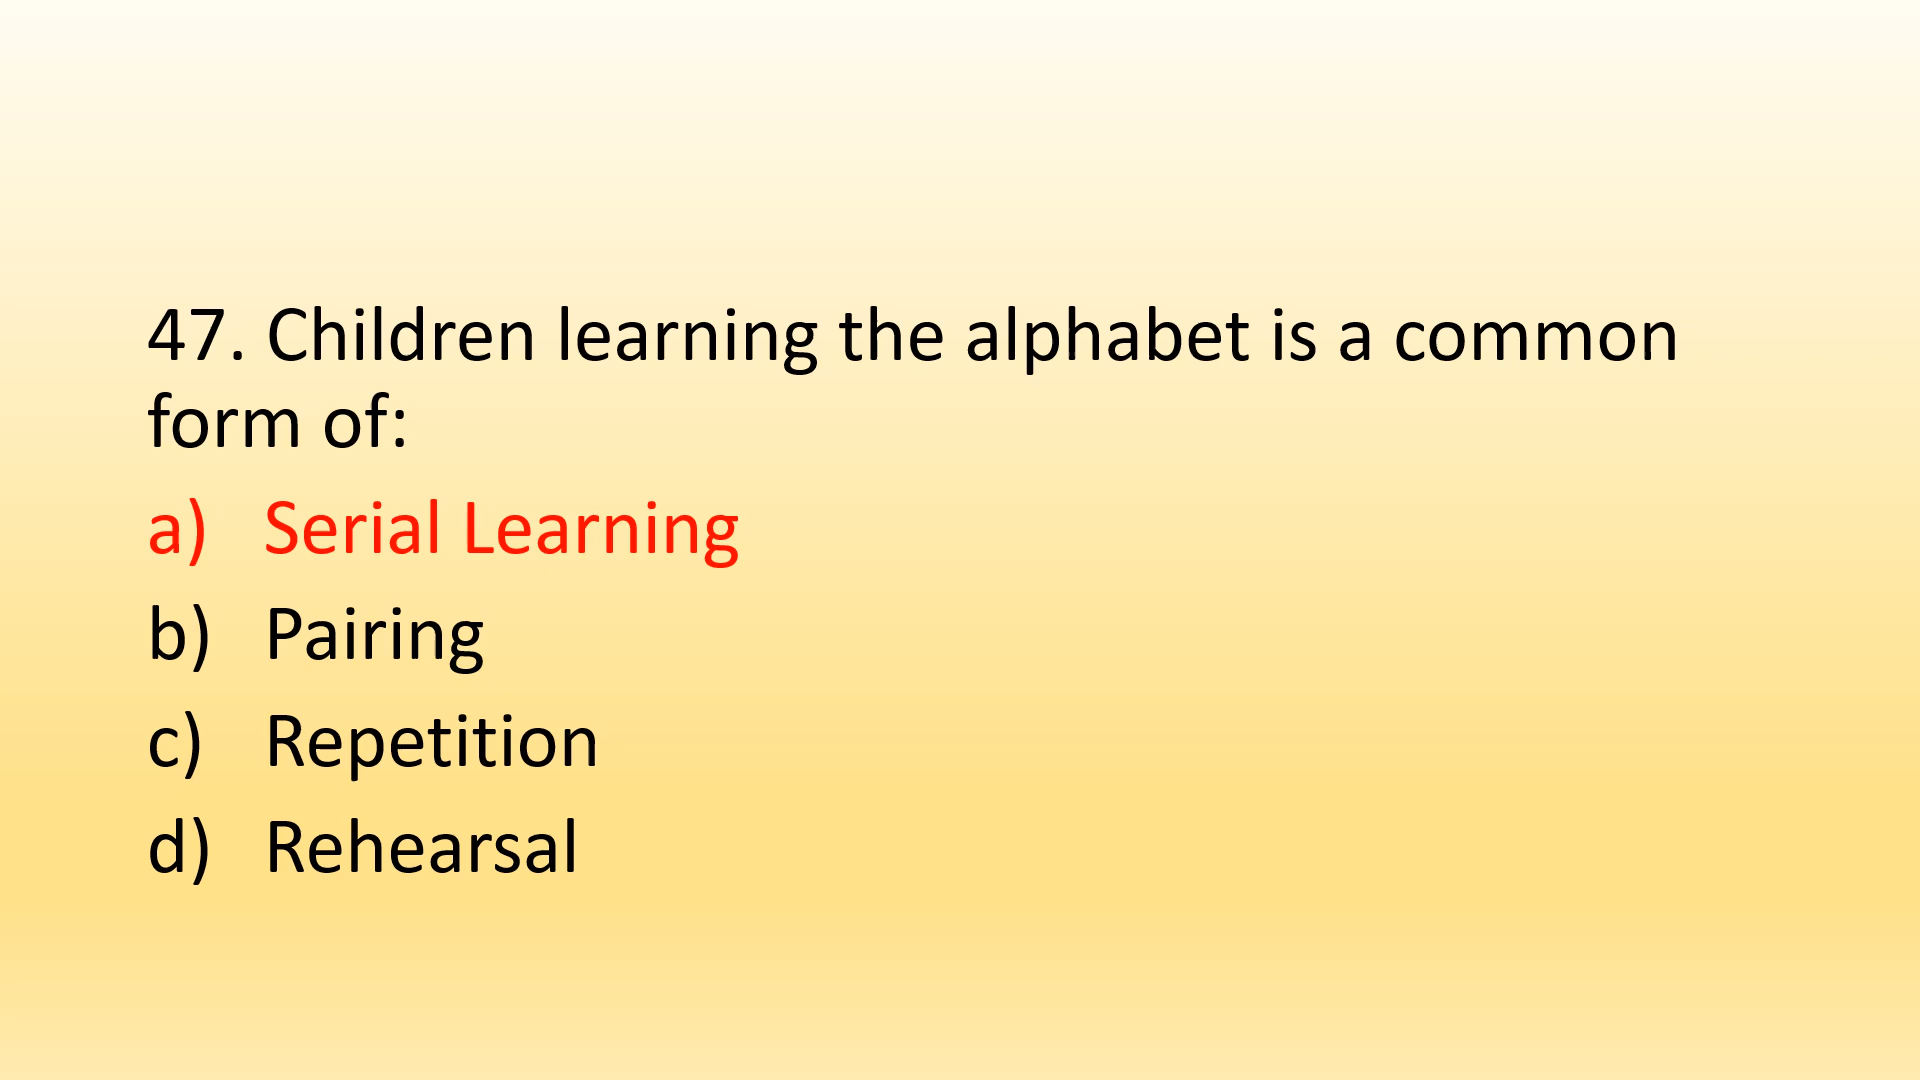 47. Children learning the alphabet is a common
form of:
a) Serial Learning
b) Pairing
c) Repetition
d) Rehearsal